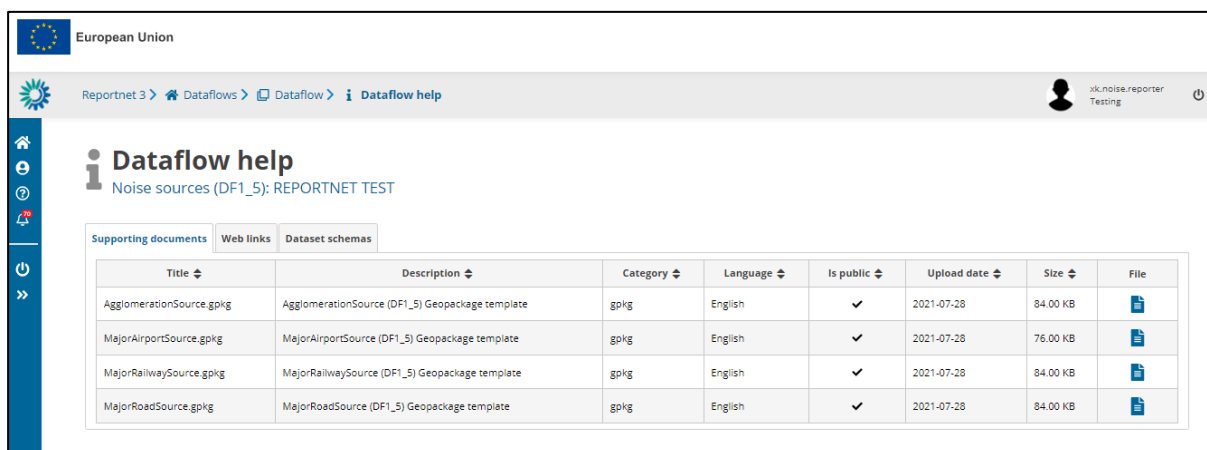 European Union
Reportnet 3 > Dataflows > Dataflow > Dataflow help
xk.noise.reporter
Testing
70
Dataflow help
Noise sources (DF1_5): REPORTNET TEST
Supporting documents Web links Dataset schemas
Title Description Category Language Is public Upload date Size File
AgglomerationSource.gpkg AgglomerationSource (DF1_5) Geopackage template gpkg English ✓ 2021-07-28 84.00 KB
MajorAirportSource.gpkg MajorAirportSource (DF1_5) Geopackage template gpkg English ✓ 2021-07-28 76.00 KB
MajorRailwaySource.gpkg MajorRailwaySource (DF1_5) Geopackage template gpkg English ✓ 2021-07-28 84.00 KB
MajorRoadSource.gpkg MajorRoadSource (DF1_5) Geopackage template gpkg English ✓ 2021-07-28 84.00 KB